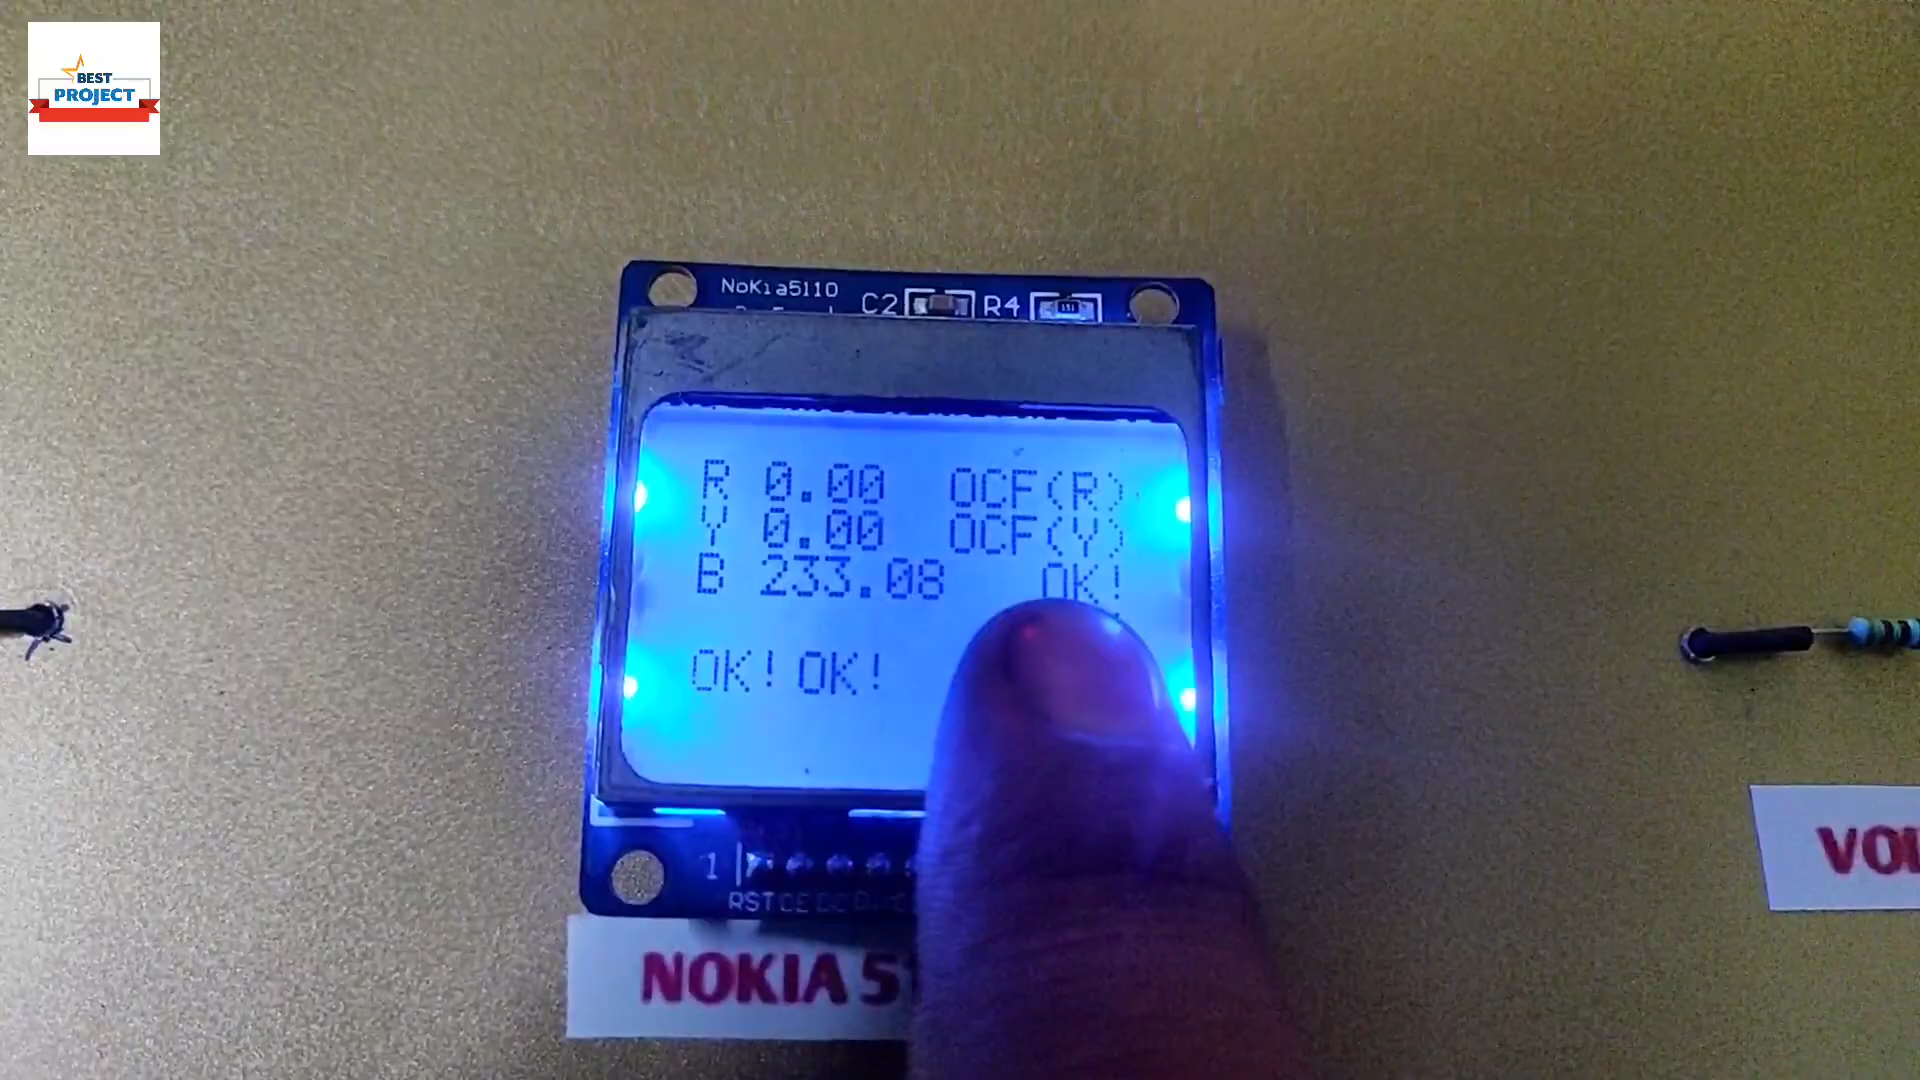 BEST
PROJECT
NoKia5110
C2
R4
R 0.00 OCF(R)
Y 0.00 OCF(Y)
B 233.08 OK!
OK! OK!
1
RST CE DC
NOKIA 51
VOL